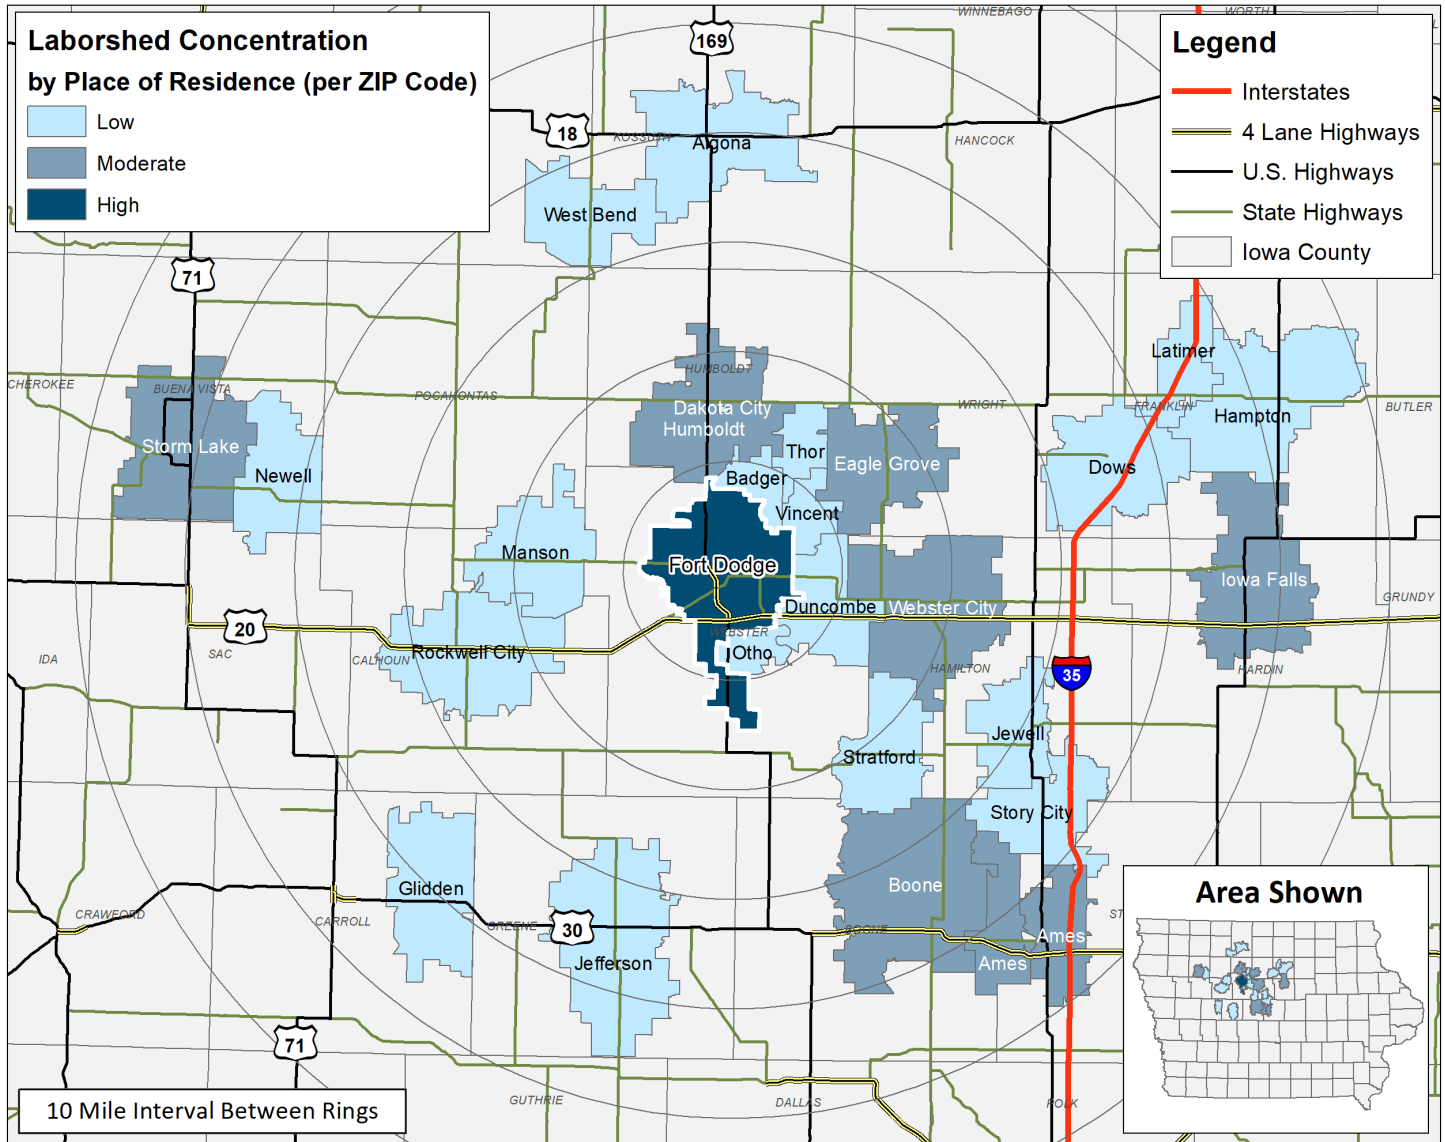 Laborshed Concentration
by Place of Residence (per ZIP Code)
Low
Moderate
High
Legend
Interstates
4 Lane Highways
U.S. Highways
State Highways
Iowa County
WINNEBAGO
WORTH
169
18
KOSSUTH
Algona
HANCOCK
West Bend
71
Latimer
CHEROKEE
BUENA VISTA
POCAHONTAS
HUMBOLDT
WRIGHT
FRANKLIN
BUTLER
Dakota City
Humboldt
Hampton
Storm Lake
Newell
Thor
Eagle Grove
Dows
Badger
Vincent
Manson
Fort Dodge
Iowa Falls
Duncombe
Webster City
GRUNDY
20
WEBSTER
IDA
SAC
CALHOUN
Rockwell City
Otho
HAMILTON
35
HARDIN
Jewell
Stratford
Story City
Glidden
Boone
CRAWFORD
CARROLL
GREENE
30
BOONE
Ames
ST
Jefferson
Ames
Area Shown
71
GUTHRIE
DALLAS
POLK
10 Mile Interval Between Rings